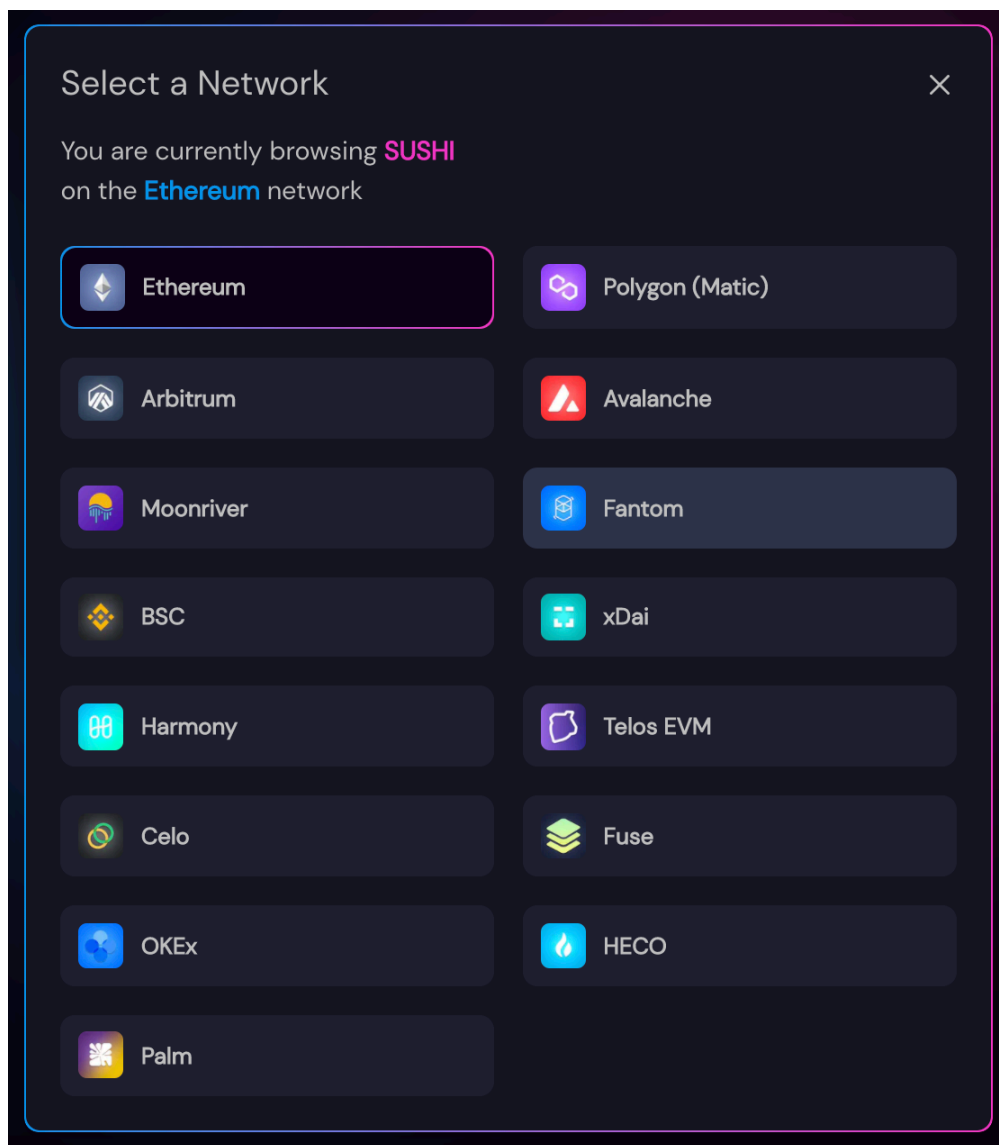 Select a Network
You are currently browsing SUSHI
on the Ethereum network
Ethereum
Polygon (Matic)
Arbitrum
Avalanche
Moonriver
Fantom
BSC
xDai
Harmony
Telos EVM
Celo
Fuse
OKEx
HECO
Palm